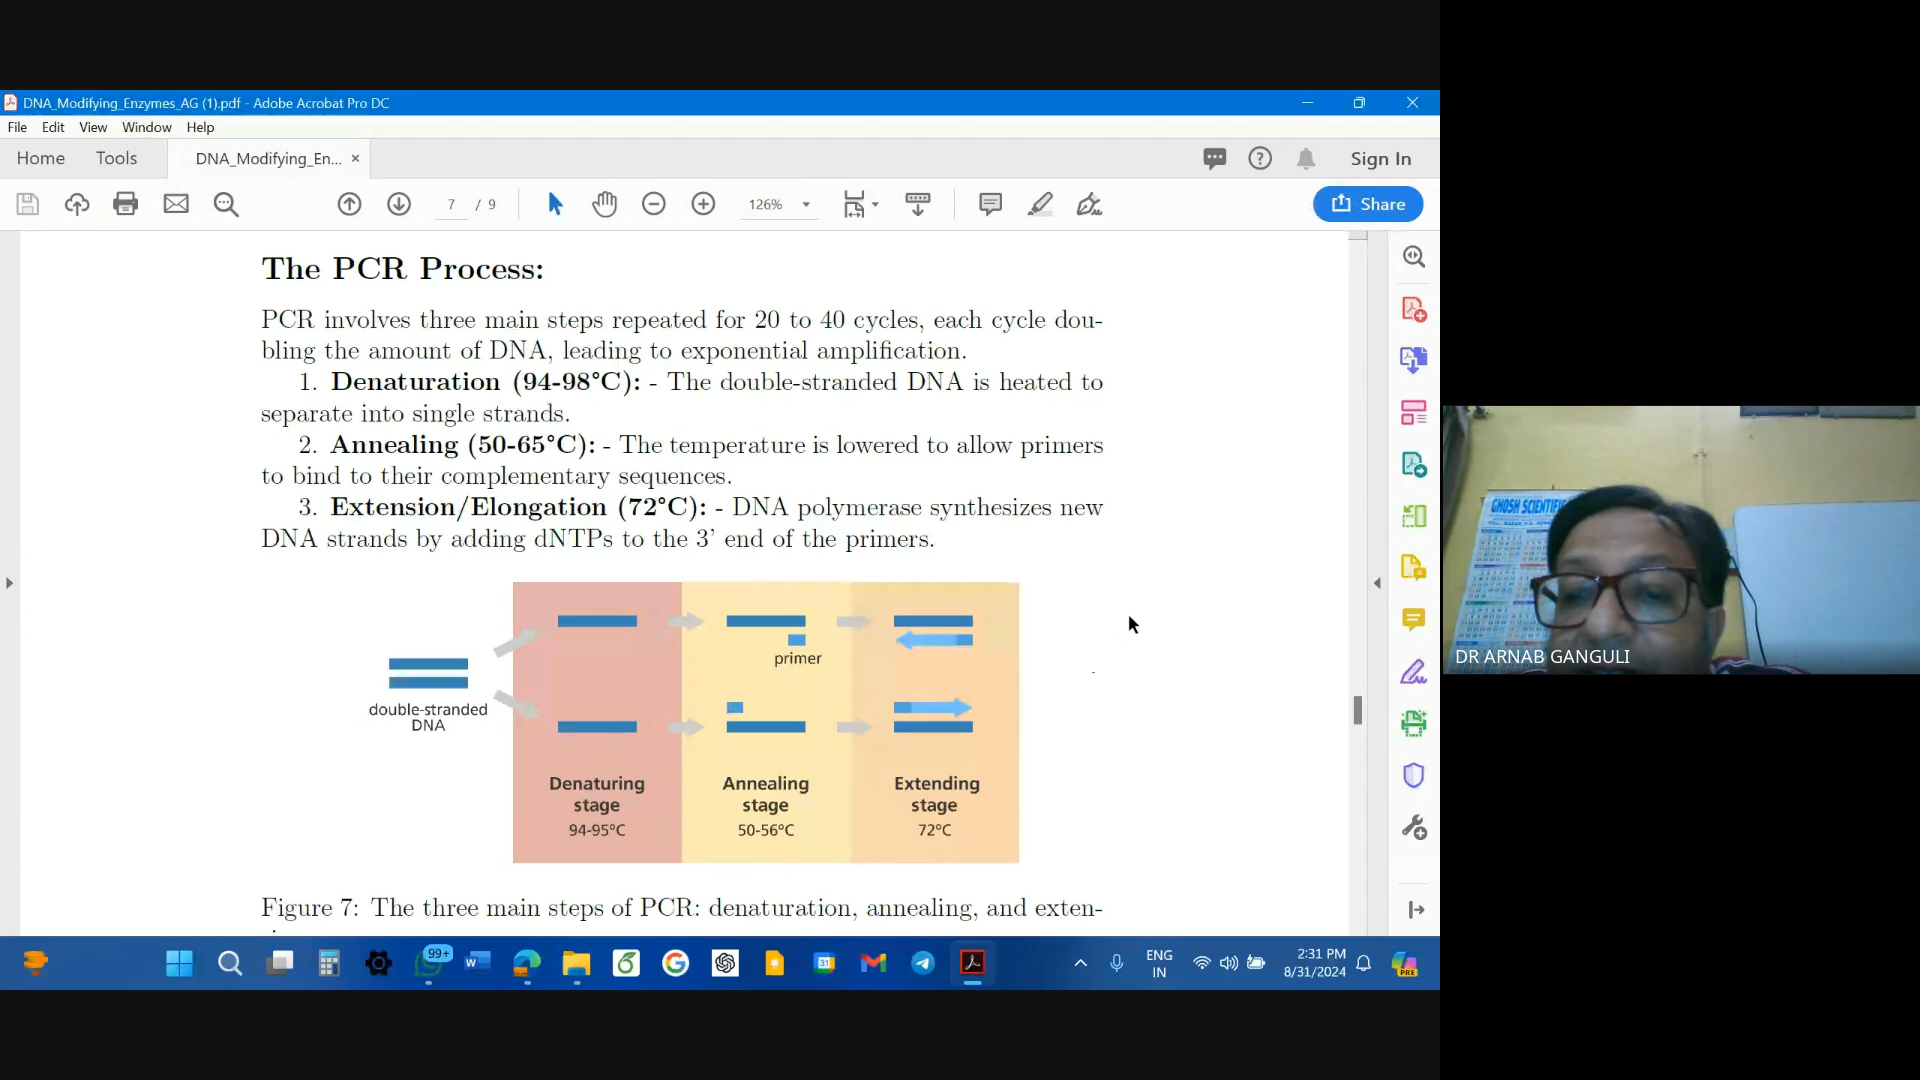 DNA_Modifying_Enzymes_AG (1).pdf - Adobe Acrobat Pro DC
File Edit View Window Help
Home Tools DNA_Modifying_En... × Sign In
7 / 9 126% Share
The PCR Process:
PCR involves three main steps repeated for 20 to 40 cycles, each cycle dou-
bling the amount of DNA, leading to exponential amplification.
1. Denaturation (94-98°C): - The double-stranded DNA is heated to
separate into single strands.
2. Annealing (50-65°C): - The temperature is lowered to allow primers
to bind to their complementary sequences.
3. Extension/Elongation (72°C): - DNA polymerase synthesizes new
DNA strands by adding dNTPs to the 3' end of the primers.
primer
double-stranded
DNA
Denaturing
stage
94-95°C
Annealing
stage
50-56°C
Extending
stage
72°C
Figure 7: The three main steps of PCR: denaturation, annealing, and exten-
GHOSH SCIENTIFIC
DR ARNAB GANGULI
99+
ENG
IN
2:31 PM
8/31/2024
PRE